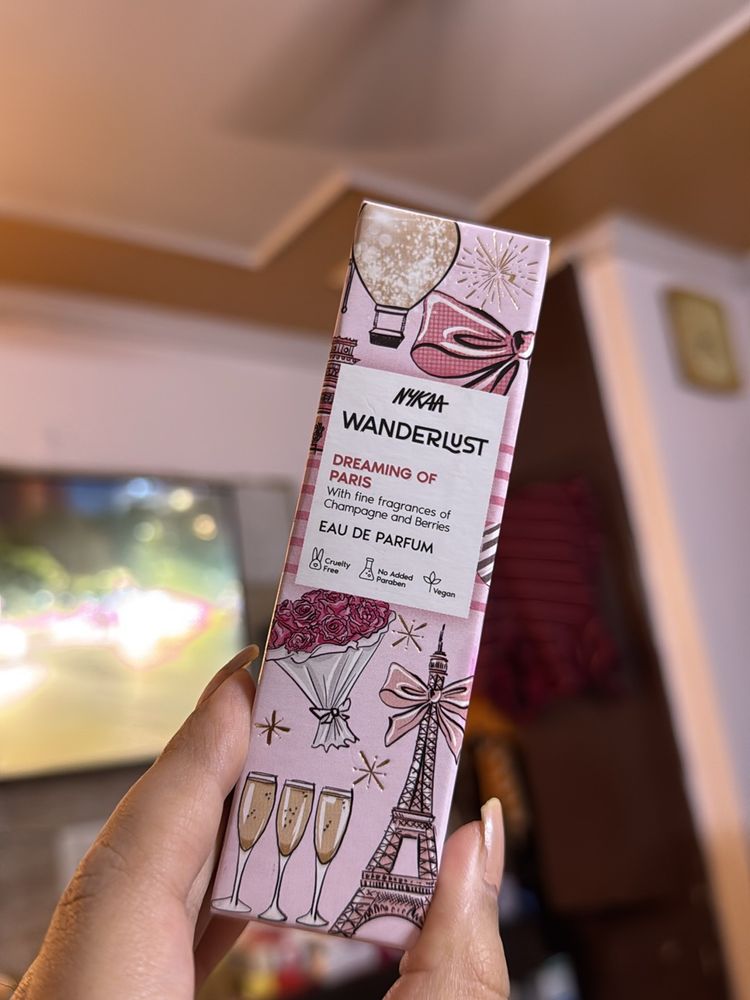 NYKAA
WANDERLUST
DREAMING OF
PARIS
With fine fragrances of
Champagne and Berries
EAU DE PARFUM
Cruelty
Free
No Added
Paraben
Vegan